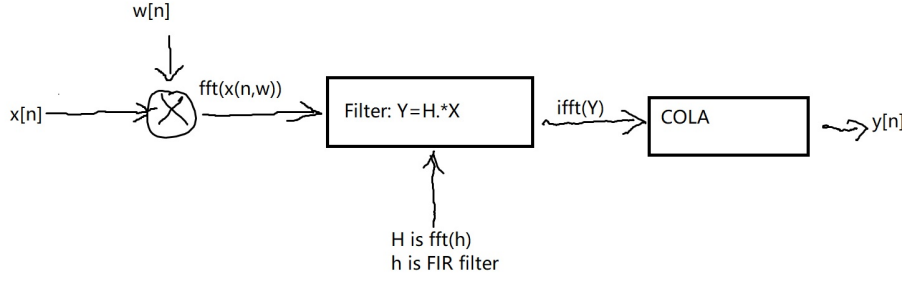 w[n]
x[n]
X
fft(x(n,w))
Filter: Y=H.*X
ifft(Y)
COLA
y[n]
H is fft(h)
h is FIR filter